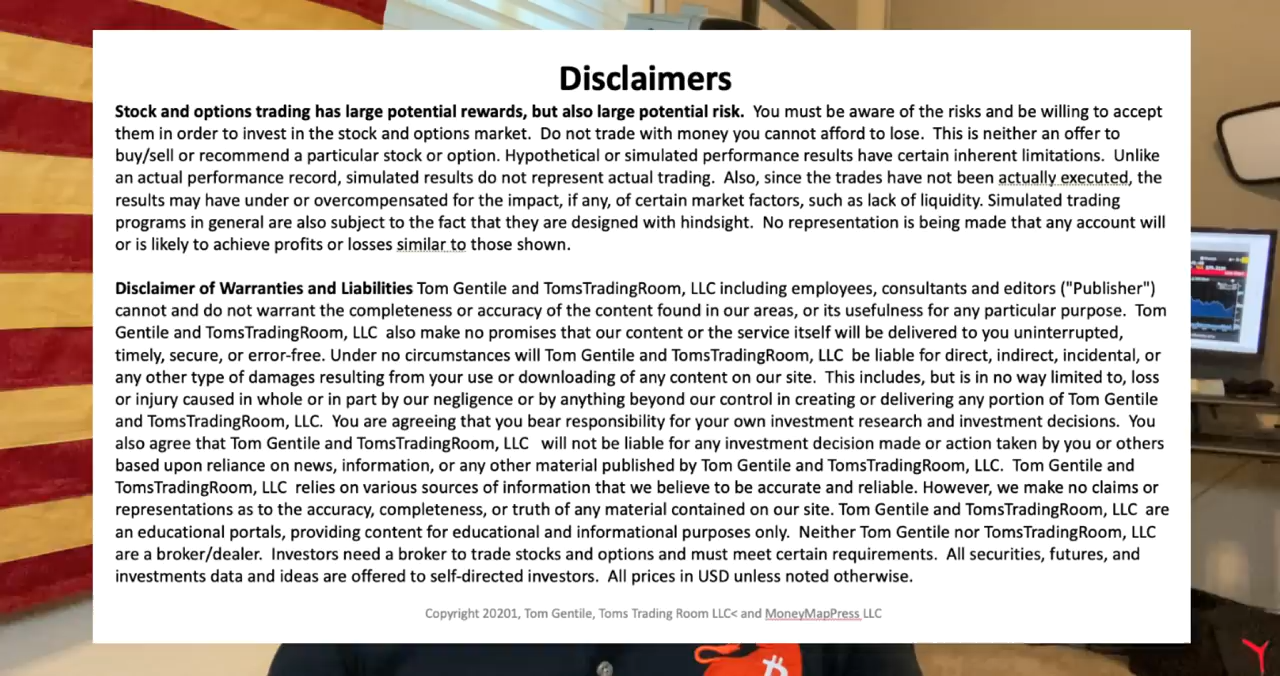 Disclaimers
Stock and options trading has large potential rewards, but also large potential risk.  You must be aware of the risks and be willing to accept
them in order to invest in the stock and options market.  Do not trade with money you cannot afford to lose.  This is neither an offer to
buy/sell or recommend a particular stock or option. Hypothetical or simulated performance results have certain inherent limitations.  Unlike
an actual performance record, simulated results do not represent actual trading.  Also, since the trades have not been actually executed, the
results may have under or overcompensated for the impact, if any, of certain market factors, such as lack of liquidity. Simulated trading
programs in general are also subject to the fact that they are designed with hindsight.  No representation is being made that any account will
or is likely to achieve profits or losses similar to those shown.
Disclaimer of Warranties and Liabilities Tom Gentile and TomsTradingRoom, LLC including employees, consultants and editors ("Publisher")
cannot and do not warrant the completeness or accuracy of the content found in our areas, or its usefulness for any particular purpose.  Tom
Gentile and TomsTradingRoom, LLC  also make no promises that our content or the service itself will be delivered to you uninterrupted,
timely, secure, or error-free. Under no circumstances will Tom Gentile and TomsTradingRoom, LLC  be liable for direct, indirect, incidental, or
any other type of damages resulting from your use or downloading of any content on our site.  This includes, but is in no way limited to, loss
or injury caused in whole or in part by our negligence or by anything beyond our control in creating or delivering any portion of Tom Gentile
and TomsTradingRoom, LLC.  You are agreeing that you bear responsibility for your own investment research and investment decisions.  You
also agree that Tom Gentile and TomsTradingRoom, LLC  will not be liable for any investment decision made or action taken by you or others
based upon reliance on news, information, or any other material published by Tom Gentile and TomsTradingRoom, LLC.  Tom Gentile and
TomsTradingRoom, LLC  relies on various sources of information that we believe to be accurate and reliable. However, we make no claims or
representations as to the accuracy, completeness, or truth of any material contained on our site. Tom Gentile and TomsTradingRoom, LLC  are
an educational portals, providing content for educational and informational purposes only.  Neither Tom Gentile nor TomsTradingRoom, LLC
are a broker/dealer.  Investors need a broker to trade stocks and options and must meet certain requirements.  All securities, futures, and
investments data and ideas are offered to self-directed investors.  All prices in USD unless noted otherwise.
Copyright 20201, Tom Gentile, Toms Trading Room LLC< and MoneyMapPress LLC